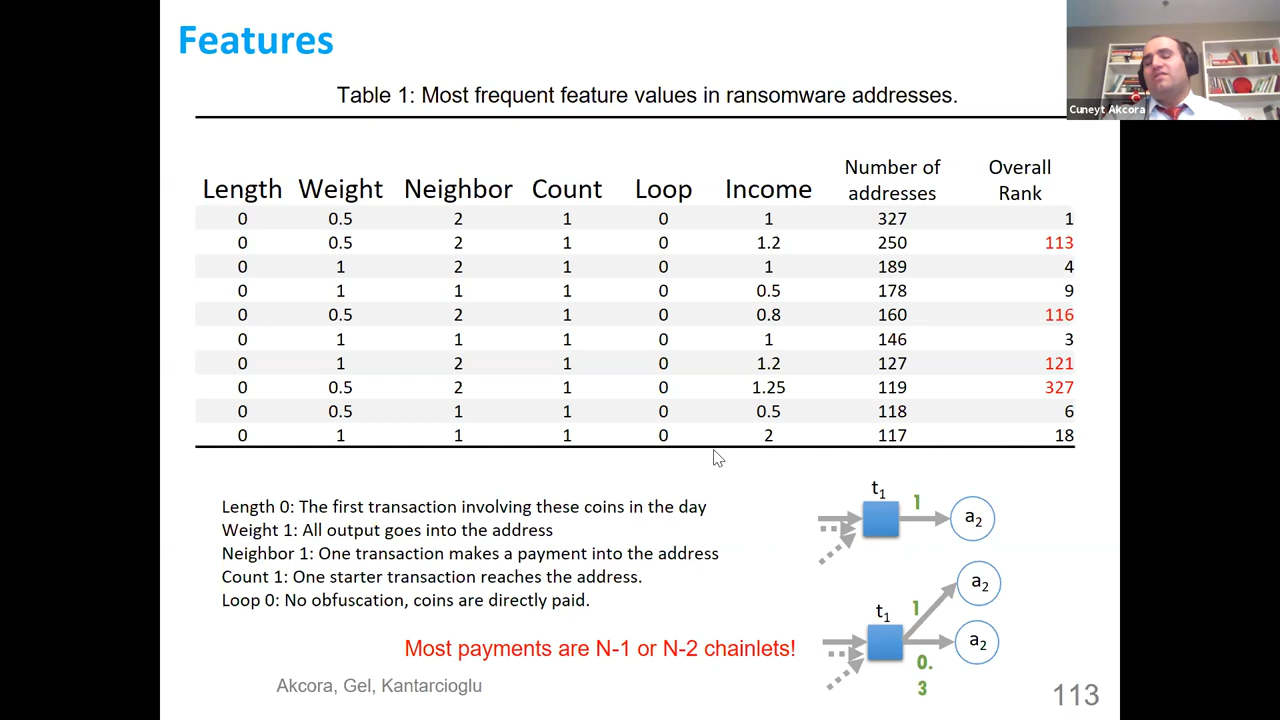 Features
Cuneyt Akcora
Table 1: Most frequent feature values in ransomware addresses.
Length Weight Neighbor Count Loop Income Number of addresses Overall Rank
0 0.5 2 1 0 1 327 1
0 0.5 2 1 0 1.2 250 113
0 1 2 1 0 1 189 4
0 1 1 1 0 0.5 178 9
0 0.5 2 1 0 0.8 160 116
0 1 1 1 0 1 146 3
0 1 2 1 0 1.2 127 121
0 0.5 2 1 0 1.25 119 327
0 0.5 1 1 0 0.5 118 6
0 1 1 1 0 2 117 18
Length 0: The first transaction involving these coins in the day
Weight 1: All output goes into the address
Neighbor 1: One transaction makes a payment into the address
Count 1: One starter transaction reaches the address.
Loop 0: No obfuscation, coins are directly paid.
t1
1
a2
t1
1
a2
a2
0.
3
Most payments are N-1 or N-2 chainlets!
Akcora, Gel, Kantarcioglu
113